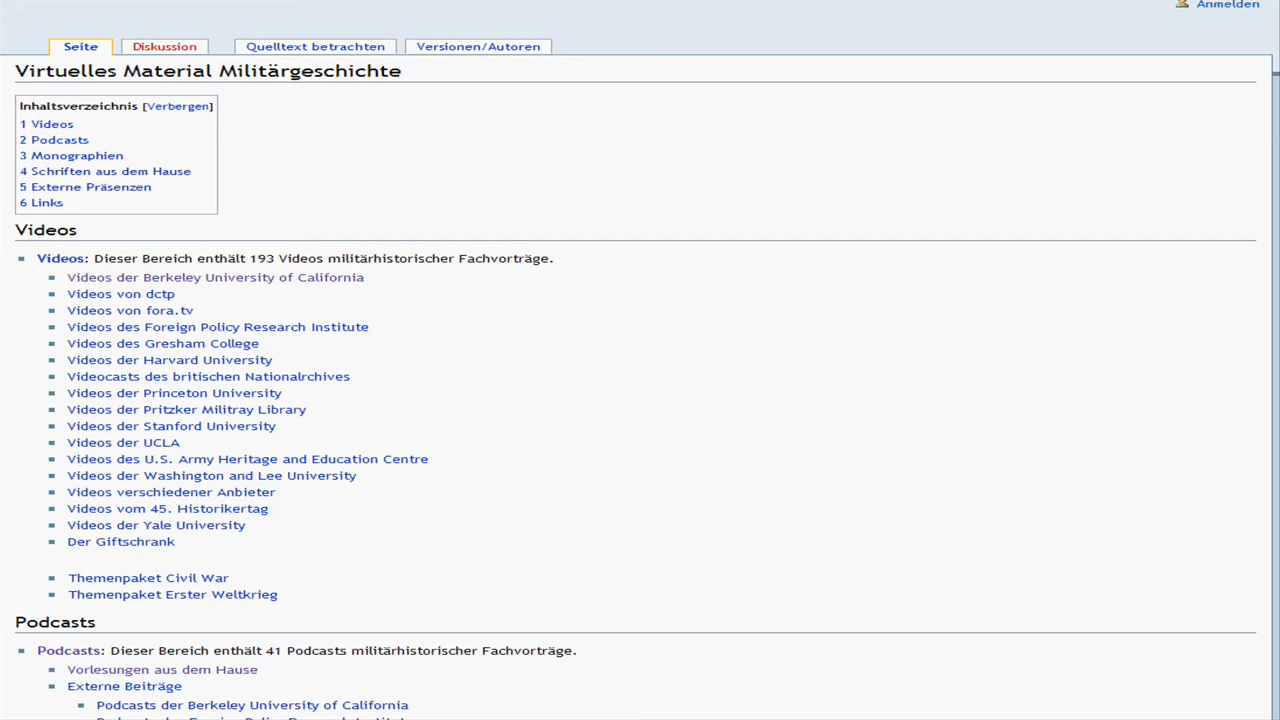 Anmelden
Seite Diskussion Quelltext betrachten Versionen/Autoren
Virtuelles Material Militärgeschichte
Inhaltsverzeichnis [Verbergen]
1 Videos
2 Podcasts
3 Monographien
4 Schriften aus dem Hause
5 Externe Präsenzen
6 Links
Videos
Videos: Dieser Bereich enthält 193 Videos militärhistorischer Fachvorträge.
Videos der Berkeley University of California
Videos von dctp
Videos von fora.tv
Videos des Foreign Policy Research Institute
Videos des Gresham College
Videos der Harvard University
Videocasts des britischen Nationalrchives
Videos der Princeton University
Videos der Pritzker Militray Library
Videos der Stanford University
Videos der UCLA
Videos des U.S. Army Heritage and Education Centre
Videos der Washington and Lee University
Videos verschiedener Anbieter
Videos vom 45. Historikertag
Videos der Yale University
Der Giftschrank
Themenpaket Civil War
Themenpaket Erster Weltkrieg
Podcasts
Podcasts: Dieser Bereich enthält 41 Podcasts militärhistorischer Fachvorträge.
Vorlesungen aus dem Hause
Externe Beiträge
Podcasts der Berkeley University of California